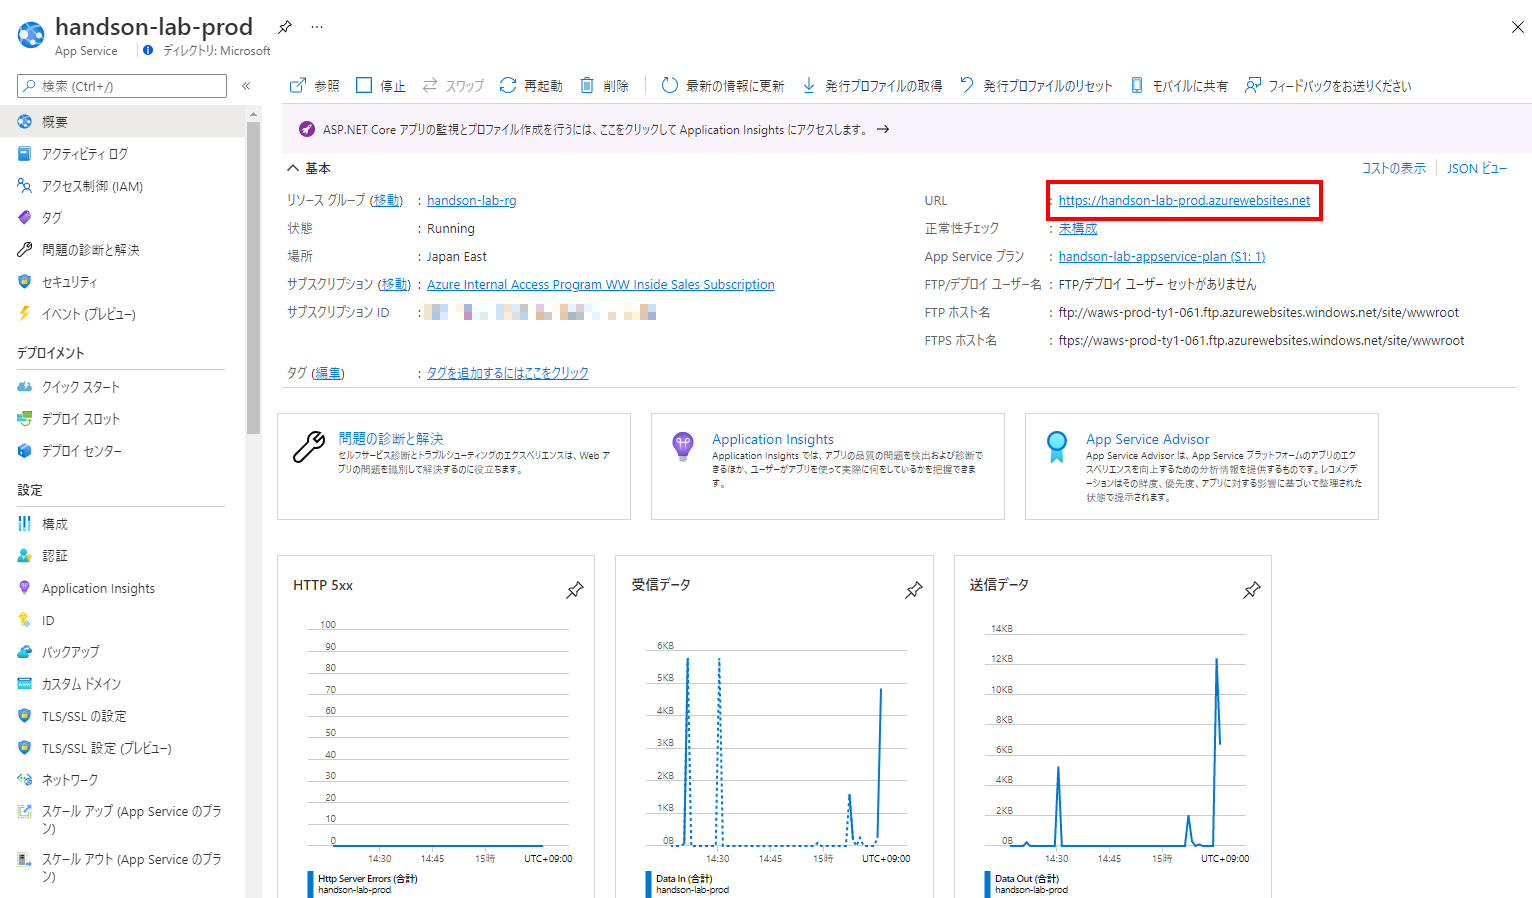 handson-lab-prod
App Service
ディレクトリ: Microsoft
検索 (Ctrl+/)
«
参照
停止
スワップ
再起動
削除
最新の情報に更新
発行プロファイルの取得
発行プロファイルのリセット
モバイルに共有
フィードバックをお送りください
概要
アクティビティ ログ
アクセス制御 (IAM)
タグ
問題の診断と解決
セキュリティ
イベント (プレビュー)
デプロイメント
クイック スタート
デプロイ スロット
デプロイ センター
設定
構成
認証
Application Insights
ID
バックアップ
カスタム ドメイン
TLS/SSL の設定
TLS/SSL 設定 (プレビュー)
ネットワーク
スケール アップ (App Service のプラ
ン)
スケール アウト (App Service のプラ
ン)
ASP.NET Core アプリの監視とプロファイル作成を行うには、ここをクリックして Application Insights にアクセスします。 →
基本
コストの表示
JSON ビュー
リソース グループ (移動) : handson-lab-rg
状態 : Running
場所 : Japan East
サブスクリプション (移動) : Azure Internal Access Program WW Inside Sales Subscription
サブスクリプション ID :
タグ (編集) : タグを追加するにはここをクリック
URL : https://handson-lab-prod.azurewebsites.net
正常性チェック : 未構成
App Service プラン : handson-lab-appservice-plan (S1: 1)
FTP/デプロイ ユーザー名 : FTP/デプロイ ユーザー セットがありません
FTP ホスト名 : ftp://waws-prod-ty1-061.ftp.azurewebsites.windows.net/site/wwwroot
FTPS ホスト名 : ftps://waws-prod-ty1-061.ftp.azurewebsites.windows.net/site/wwwroot
問題の診断と解決
セルフサービス診断とトラブルシューティングのエクスペリエンスは、Web ア
プリの問題を識別して解決するのに役立ちます。
Application Insights
Application Insights では、アプリの品質の問題を検出および診断で
きるほか、ユーザーがアプリを使って実際に何をしているかを把握できま
す。
App Service Advisor
App Service Advisor は、App Service プラットフォームのアプリのエク
スペリエンスを向上するための分析情報を提供するものです。レコメンデ
ーションはその鮮度、優先度、アプリに対する影響に基づいて整理された
状態で提示されます。
HTTP 5xx
100
90
80
70
60
50
40
30
20
10
0
14:30
14:45
15時
UTC+09:00
Http Server Errors (合計)
handson-lab-prod
受信データ
6KB
5KB
4KB
3KB
2KB
1KB
0B
14:30
14:45
15時
UTC+09:00
Data In (合計)
handson-lab-prod
送信データ
14KB
12KB
10KB
8KB
6KB
4KB
2KB
0B
14:30
14:45
15時
UTC+09:00
Data Out (合計)
handson-lab-prod